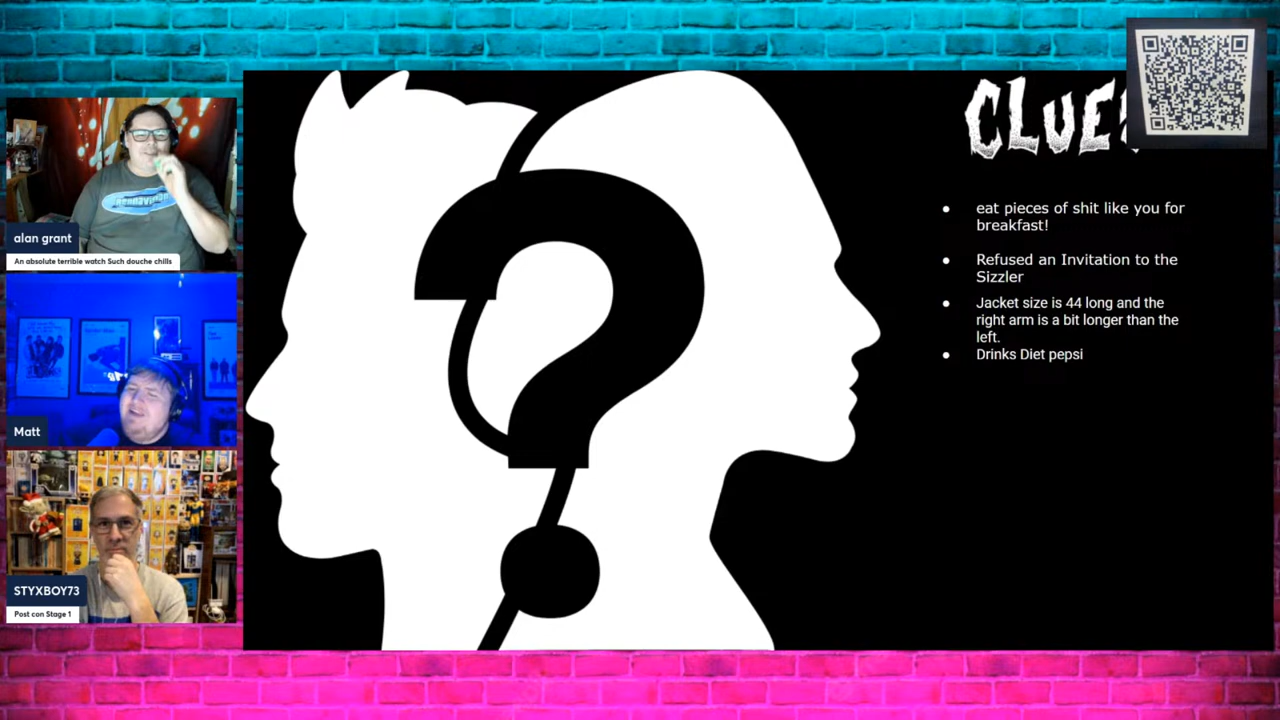 CLUE
eat pieces of shit like you for
breakfast!
Refused an Invitation to the
Sizzler
Jacket size is 44 long and the
right arm is a bit longer than the
left.
Drinks Diet pepsi
alan grant
An absolute terrible watch Such douche chills
Matt
STYXBOY73
Post con Stage 1